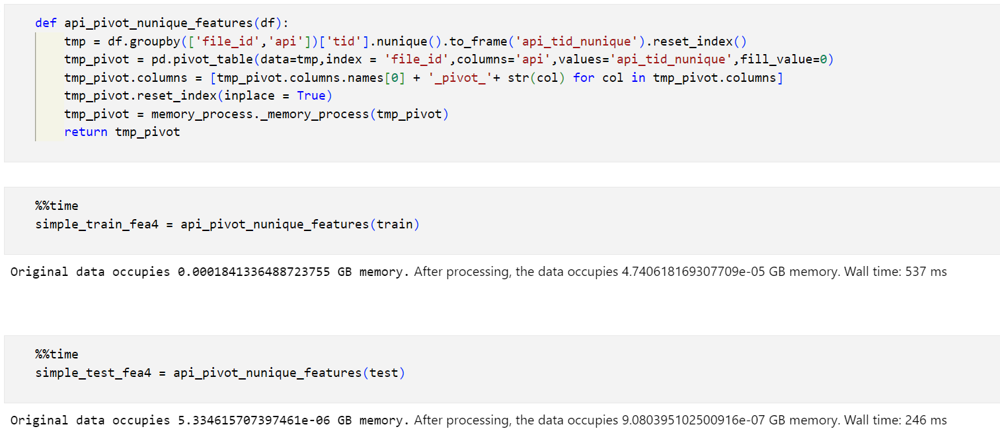 def api_pivot_nunique_features(df):
    tmp = df.groupby(['file_id','api'])['tid'].nunique().to_frame('api_tid_nunique').reset_index()
    tmp_pivot = pd.pivot_table(data=tmp,index = 'file_id',columns='api',values='api_tid_nunique',fill_value=0)
    tmp_pivot.columns = [tmp_pivot.columns.names[0] + '_pivot_'+ str(col) for col in tmp_pivot.columns]
    tmp_pivot.reset_index(inplace = True)
    tmp_pivot = memory_process._memory_process(tmp_pivot)
    return tmp_pivot
%%time
simple_train_fea4 = api_pivot_nunique_features(train)
Original data occupies 0.0001841336488723755 GB memory. After processing, the data occupies 4.740618169307709e-05 GB memory. Wall time: 537 ms
%%time
simple_test_fea4 = api_pivot_nunique_features(test)
Original data occupies 5.334615707397461e-06 GB memory. After processing, the data occupies 9.080395102500916e-07 GB memory. Wall time: 246 ms